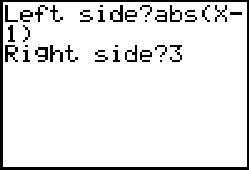 Left side?abs(X-
1)
Right side?3